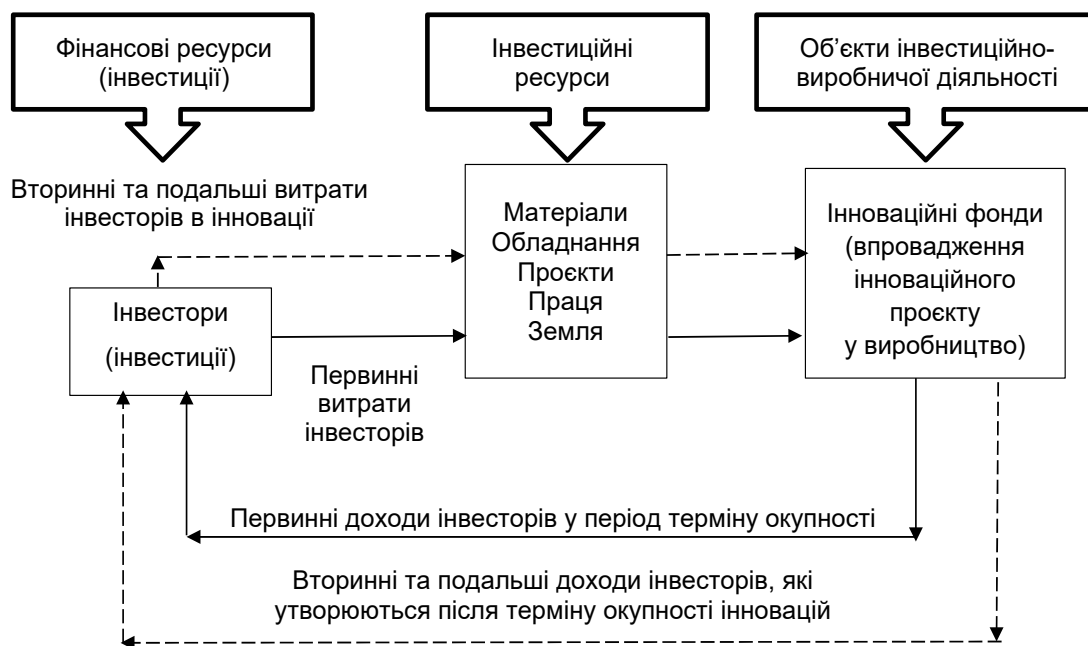 Фінансові ресурси
(інвестиції)
Інвестиційні
ресурси
Об’єкти інвестиційно-
виробничої діяльності
Вторинні та подальші витрати
інвесторів в інновації
Матеріали
Обладнання
Проєкти
Праця
Земля
Інноваційні фонди
(впровадження
інноваційного
проєкту
у виробництво)
Інвестори
(інвестиції)
Первинні
витрати
інвесторів
Первинні доходи інвесторів у період терміну окупності
Вторинні та подальші доходи інвесторів, які
утворюються після терміну окупності інновацій